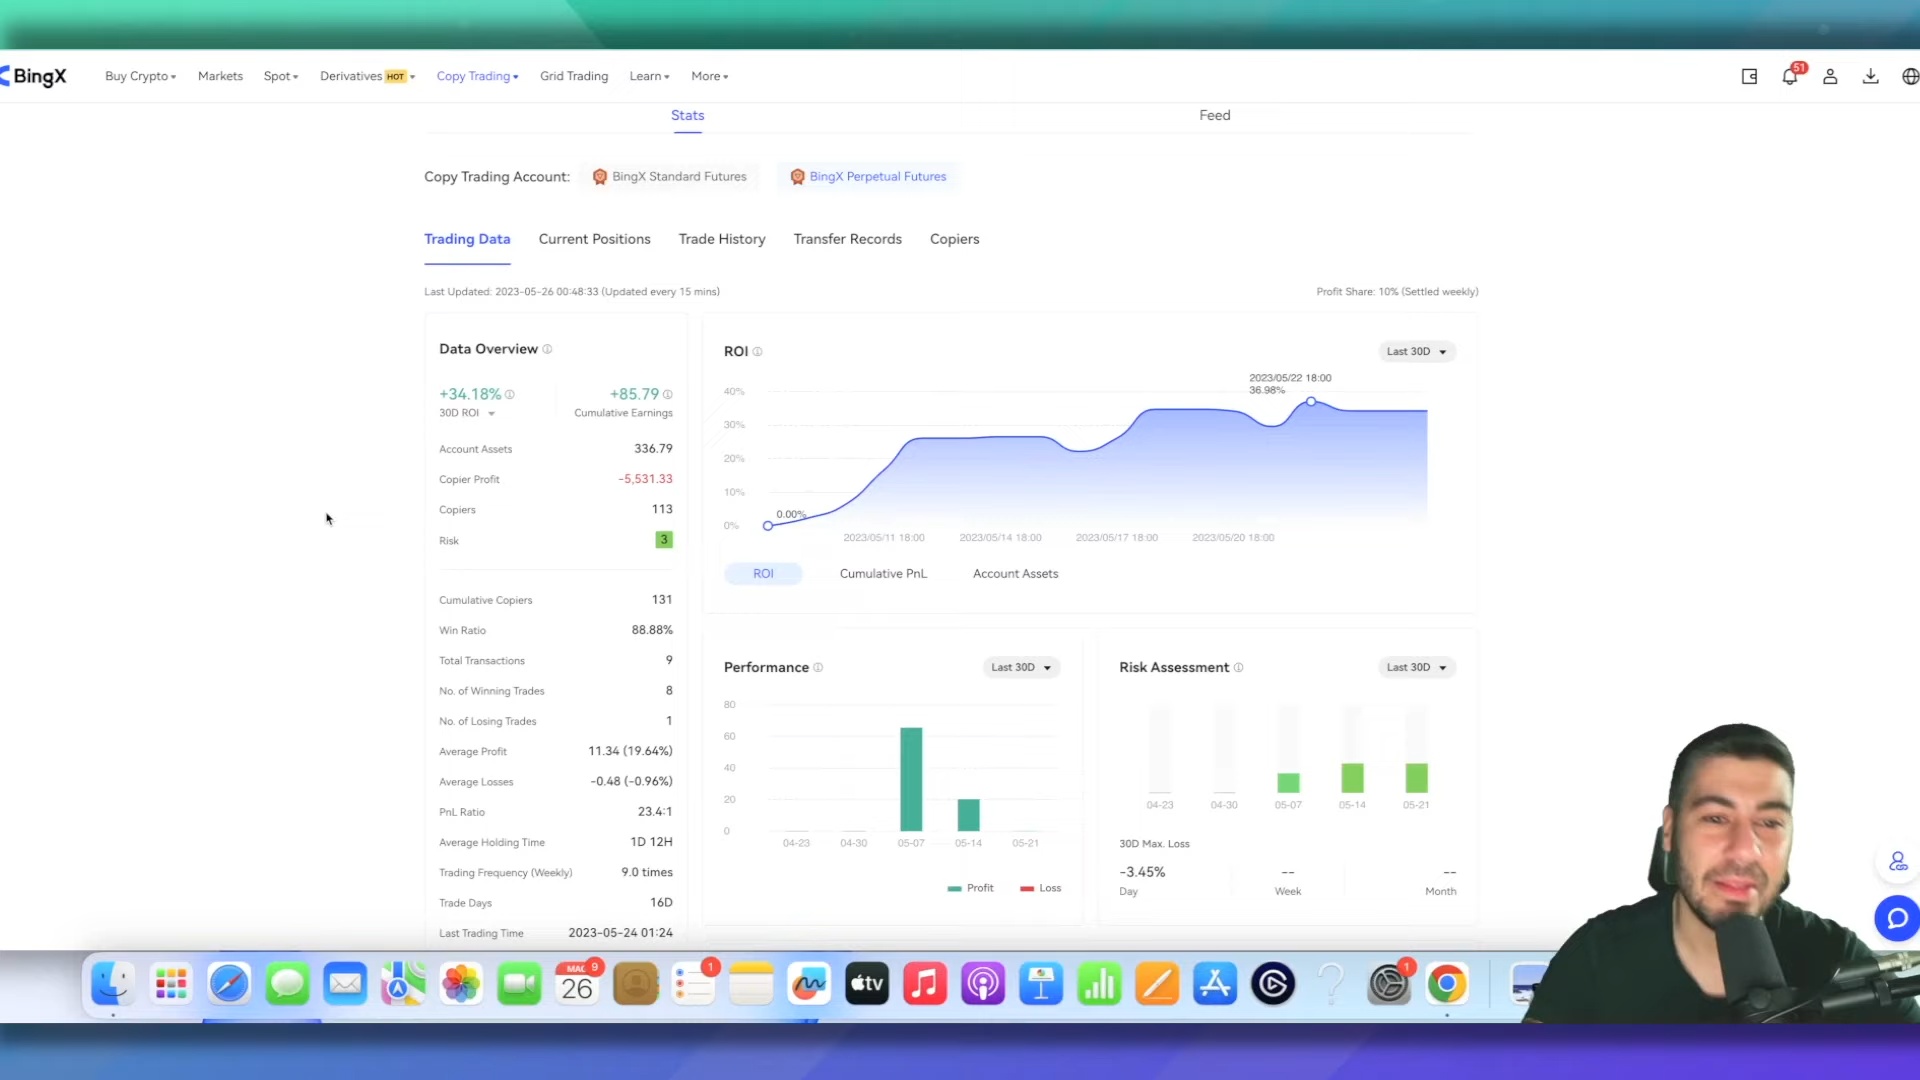 BingX Buy Crypto Markets Spot Derivatives HOT Copy Trading Grid Trading Learn More 51
Stats Feed
Copy Trading Account: BingX Standard Futures BingX Perpetual Futures
Trading Data Current Positions Trade History Transfer Records Copiers
Last Updated: 2023-05-26 00:48:33 (Updated every 15 mins) Profit Share: 10% (Settled weekly)
Data Overview
+34.18% +85.79
30D ROI Cumulative Earnings
Account Assets 336.79
Copier Profit -5,531.33
Copiers 113
Risk 3
Cumulative Copiers 131
Win Ratio 88.88%
Total Transactions 9
No. of Winning Trades 8
No. of Losing Trades 1
Average Profit 11.34 (19.64%)
Average Losses -0.48 (-0.96%)
PnL Ratio 23.4:1
Average Holding Time 1D 12H
Trading Frequency (Weekly) 9.0 times
Trade Days 16D
Last Trading Time 2023-05-24 01:24
ROI Last 30D
2023/05/22 18:00
36.98%
40%
30%
20%
10%
0%
0.00%
2023/05/11 18:00 2023/05/14 18:00 2023/05/17 18:00 2023/05/20 18:00
ROI Cumulative PnL Account Assets
Performance Last 30D
80
60
40
20
0
04-23 04-30 05-07 05-14 05-21
Profit Loss
Risk Assessment Last 30D
04-23 04-30 05-07 05-14 05-21
30D Max. Loss
-3.45% -- --
Day Week Month
MAC 9
26
1
tv
1